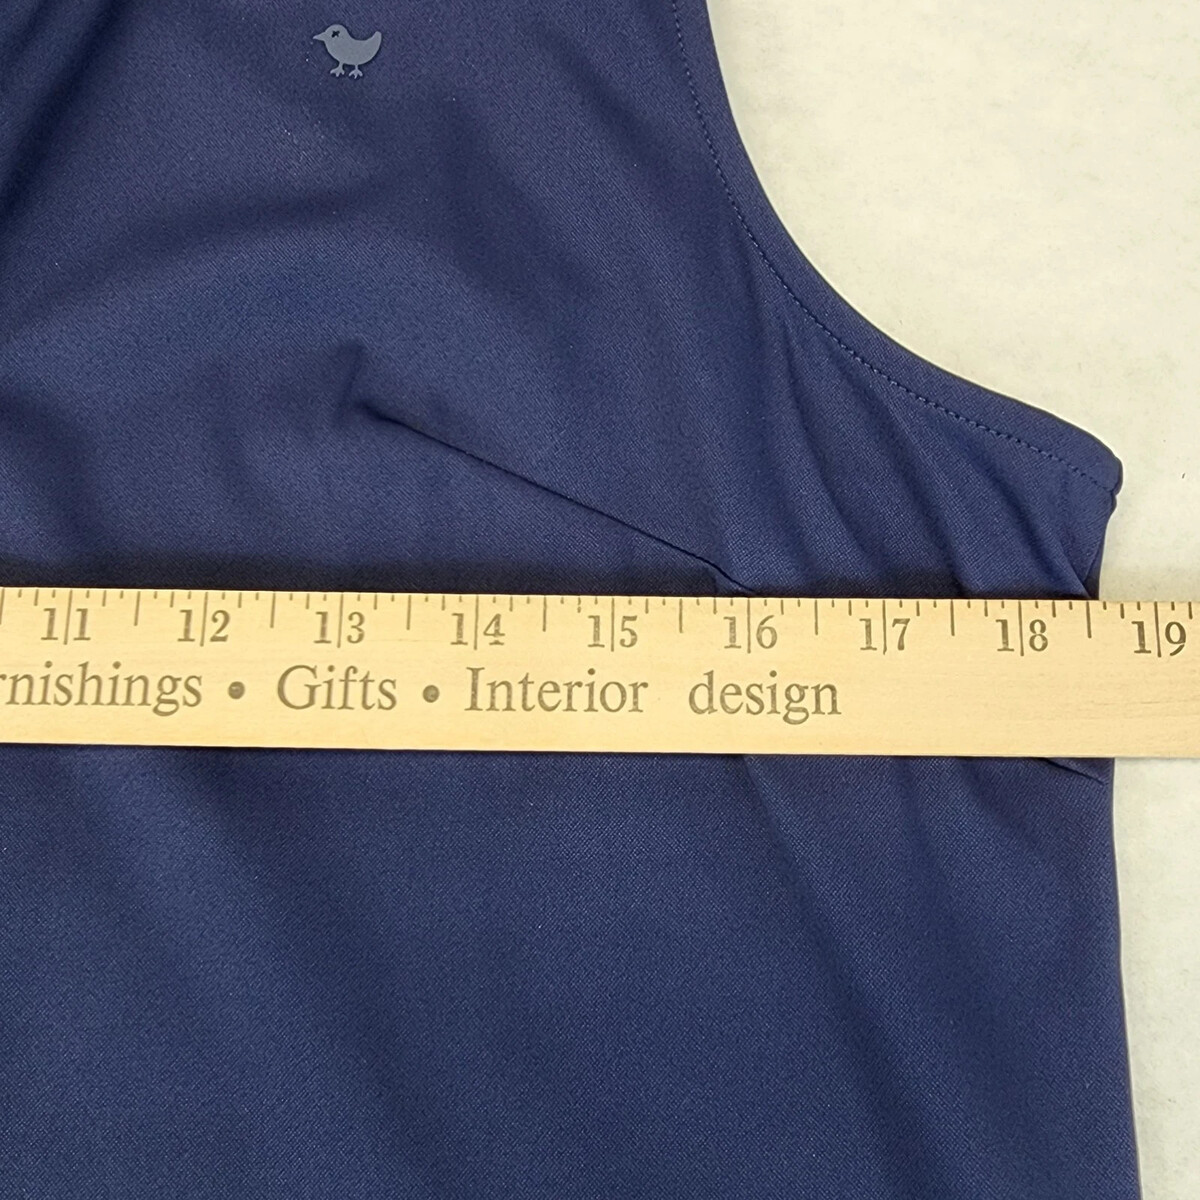 11 12 13 14 15 16 17 18 19
rnishings • Gifts • Interior design